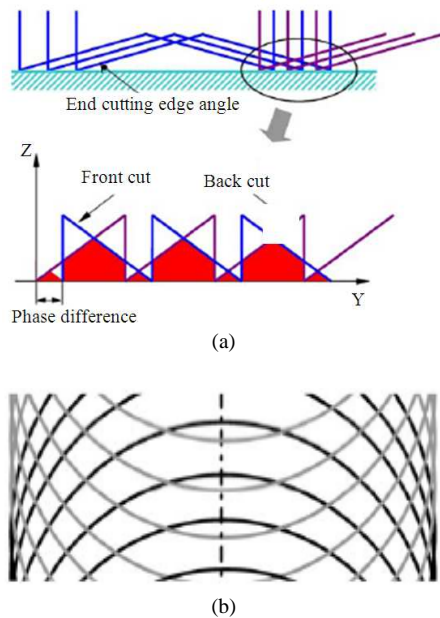 End cutting edge angle
Z
Front cut
Back cut
Y
Phase difference
(a)
(b)